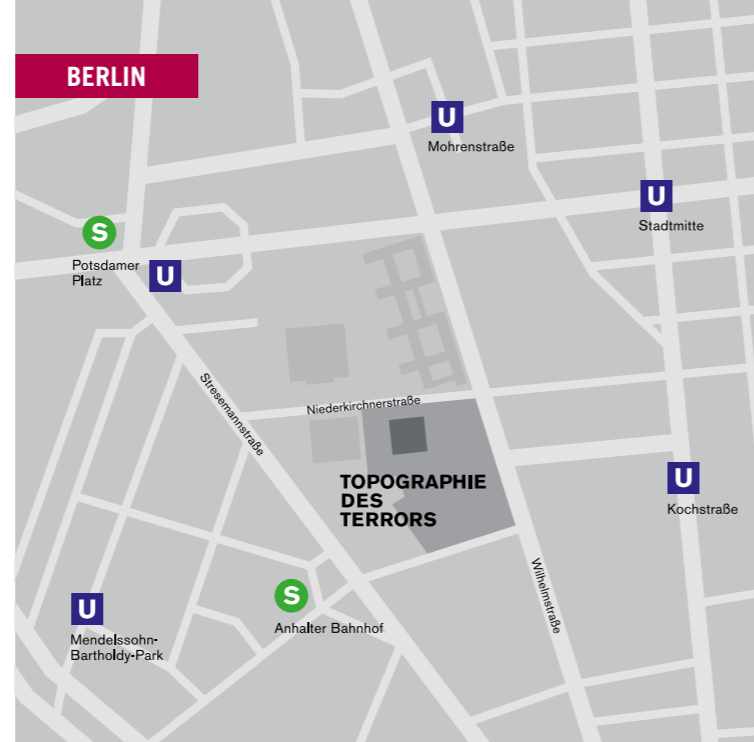 BERLIN
U
Mohrenstraße
U
Stadtmitte
S
Potsdamer
Platz
U
Stresemannstraße
Niederkirchnerstraße
TOPOGRAPHIE
DES
TERRORS
U
Kochstraße
Wilhelmstraße
S
Anhalter Bahnhof
U
Mendelssohn-
Bartholdy-Park